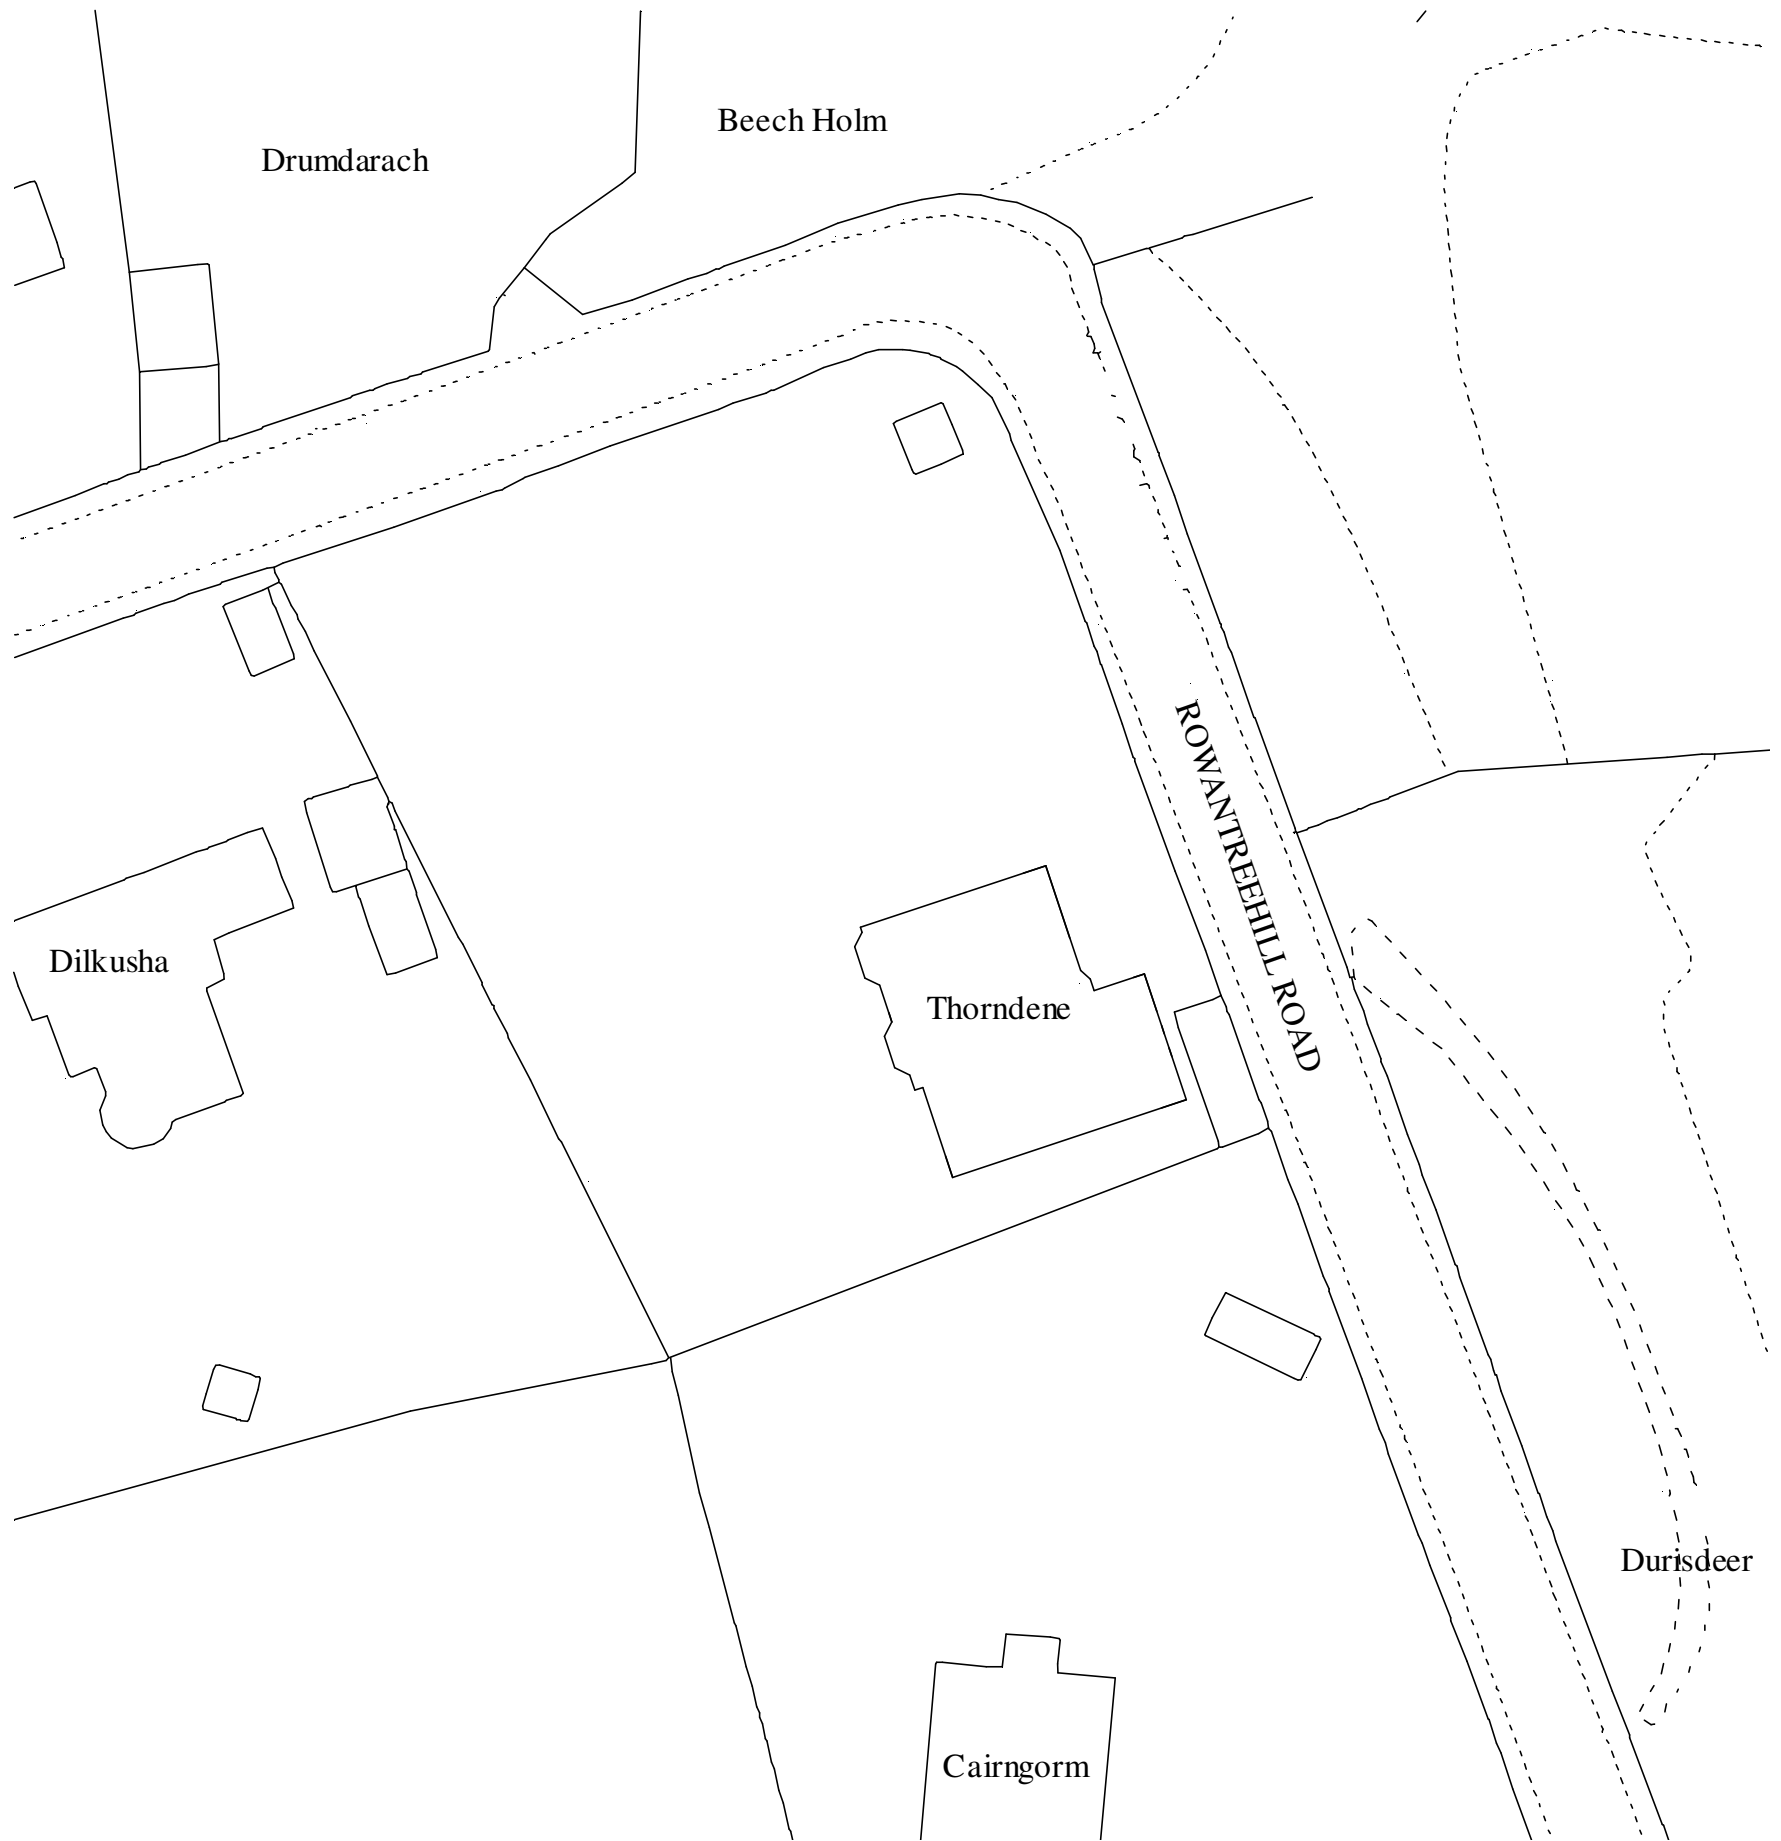 Beech Holm
Drumdarach
ROWANTREEHILL ROAD
Dilkusha
Thorndene
Durisdeer
Cairngorm